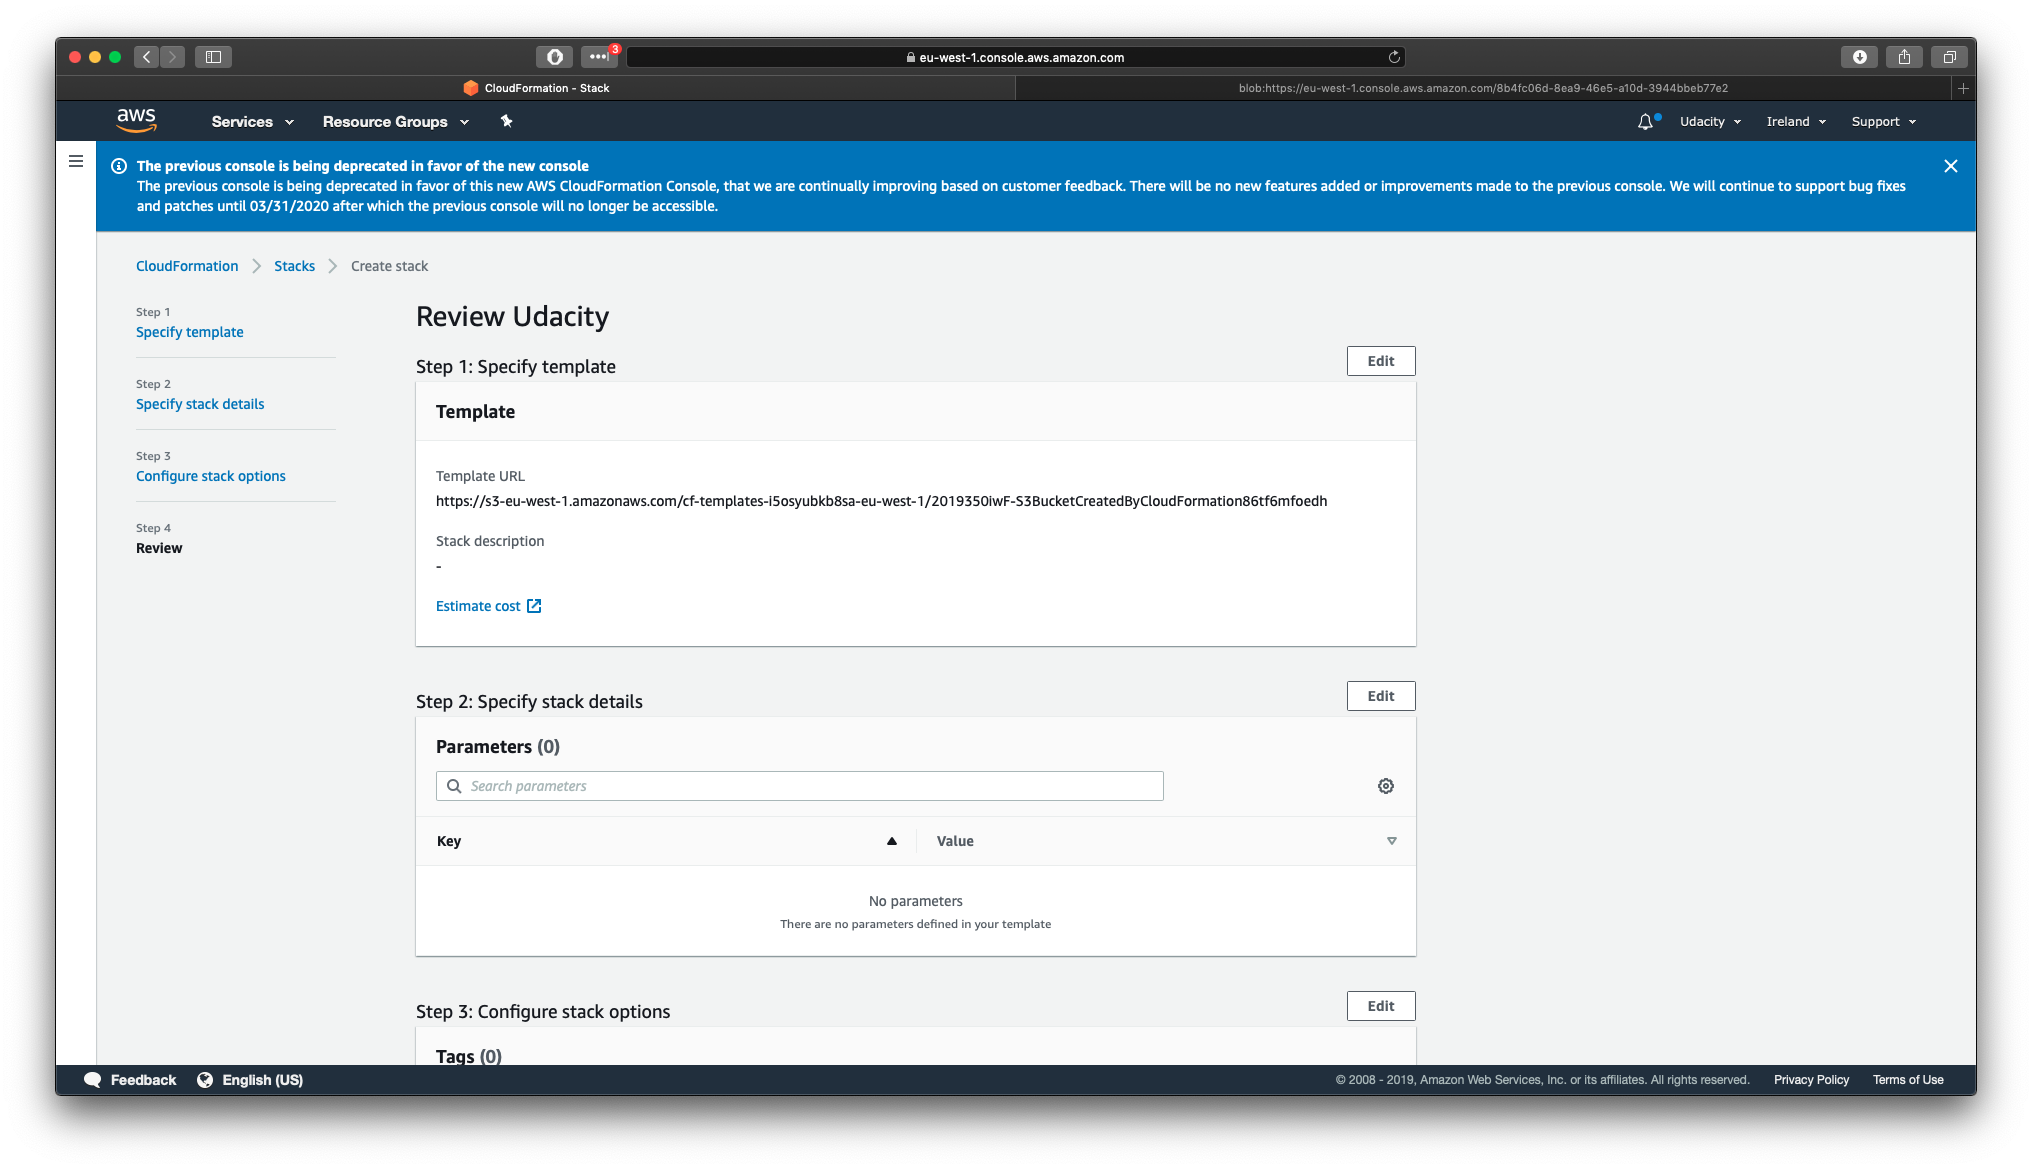 3
eu-west-1.console.aws.amazon.com
CloudFormation - Stack
blob:https://eu-west-1.console.aws.amazon.com/8b4fc06d-8ea9-46e5-a10d-3944bbeb77e2
aws
Services
Resource Groups
Udacity
Ireland
Support
The previous console is being deprecated in favor of the new console
The previous console is being deprecated in favor of this new AWS CloudFormation Console, that we are continually improving based on customer feedback. There will be no new features added or improvements made to the previous console. We will continue to support bug fixes
and patches until 03/31/2020 after which the previous console will no longer be accessible.
CloudFormation
Stacks
Create stack
Step 1
Specify template
Step 2
Specify stack details
Step 3
Configure stack options
Step 4
Review
Review Udacity
Step 1: Specify template
Edit
Template
Template URL
https://s3-eu-west-1.amazonaws.com/cf-templates-i5osyubkb8sa-eu-west-1/2019350iwF-S3BucketCreatedByCloudFormation86tf6mfoedh
Stack description
-
Estimate cost
Step 2: Specify stack details
Edit
Parameters (0)
Search parameters
Key
Value
No parameters
There are no parameters defined in your template
Step 3: Configure stack options
Edit
Tags (0)
Feedback
English (US)
© 2008 - 2019, Amazon Web Services, Inc. or its affiliates. All rights reserved.
Privacy Policy
Terms of Use